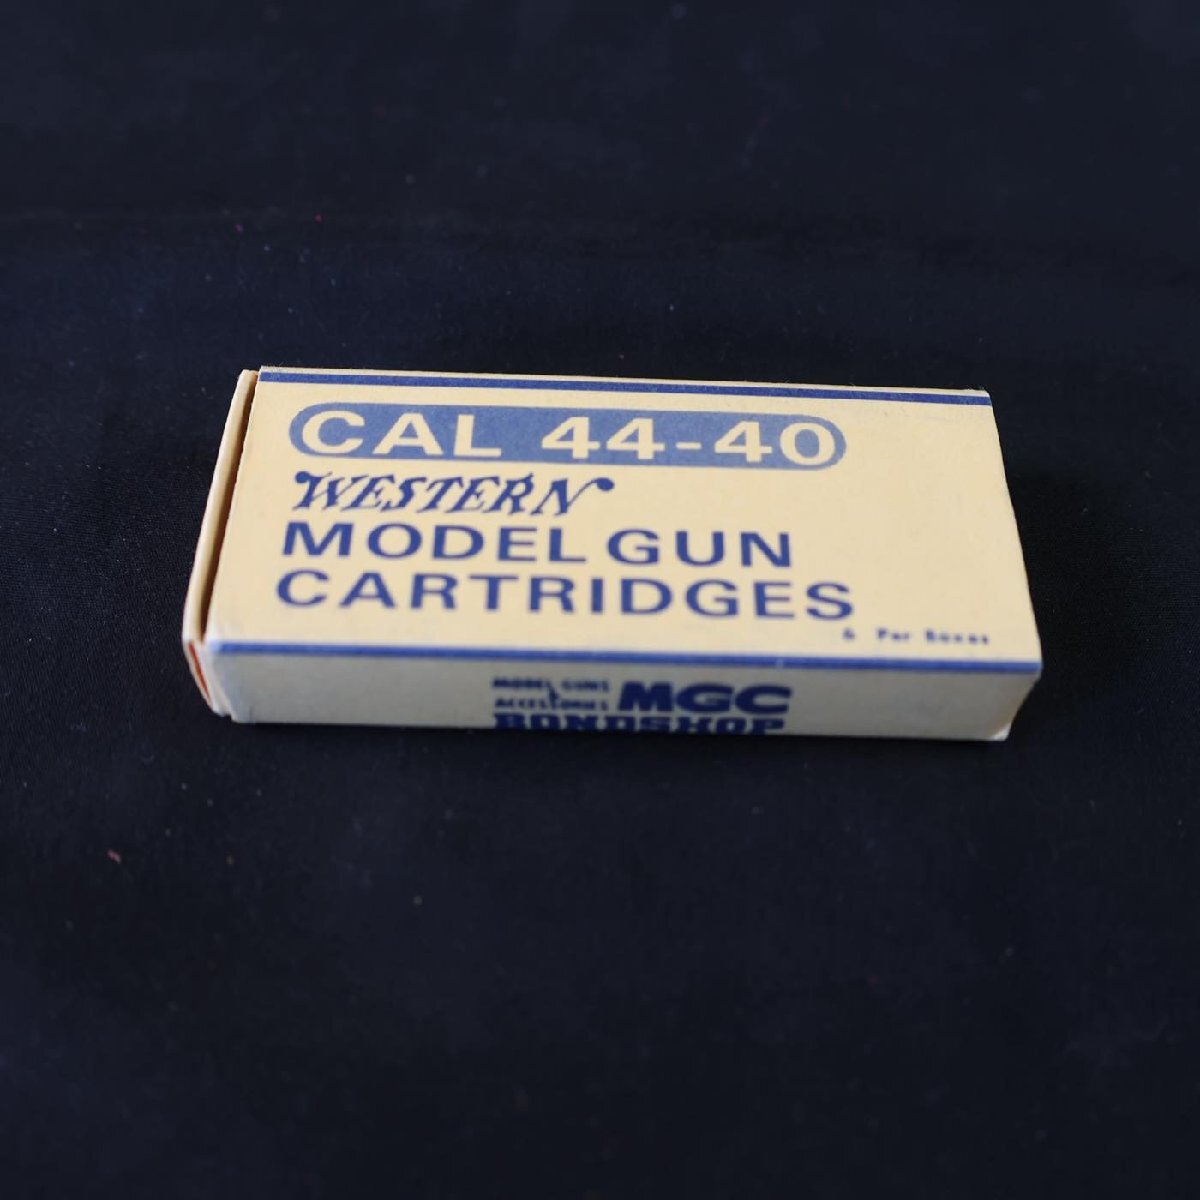 CAL 44-40
WESTERN
MODEL GUN
CARTRIDGES
6 Per Boxes
MODEL GUNS
& ACCESSORIES MGC
BONDSHOP